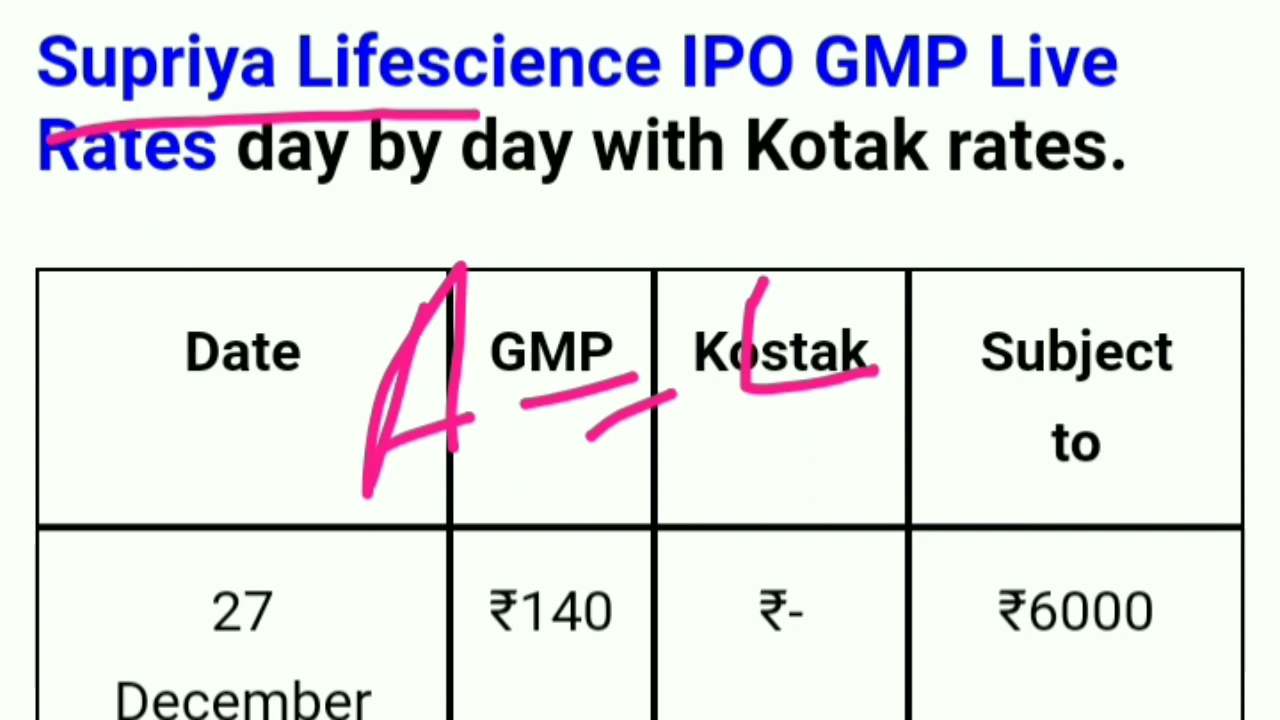 Supriya Lifescience IPO GMP Live
Rates day by day with Kotak rates.
Date GMP Kostak Subject
to
27 ₹140 ₹- ₹6000
December
A = L